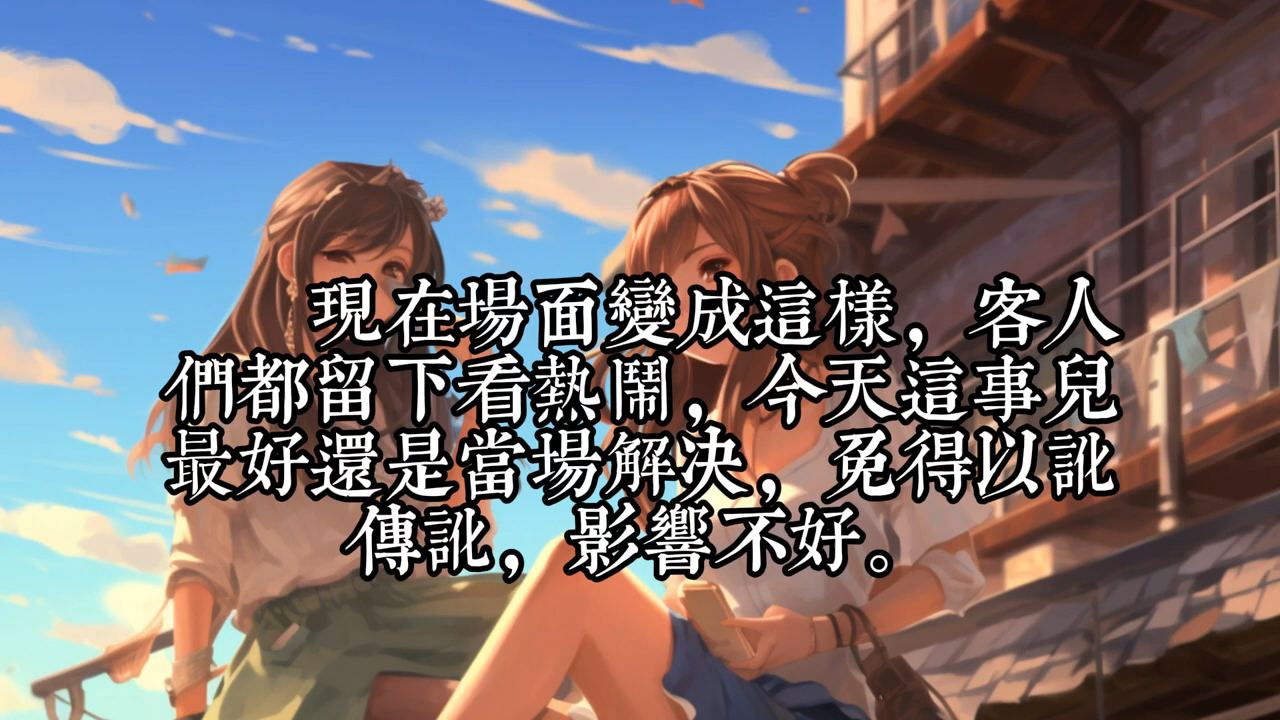 現在場面變成這樣，客人
們都留下看熱鬧，今天這事兒
最好還是當場解決，免得以訛
傳訛，影響不好。